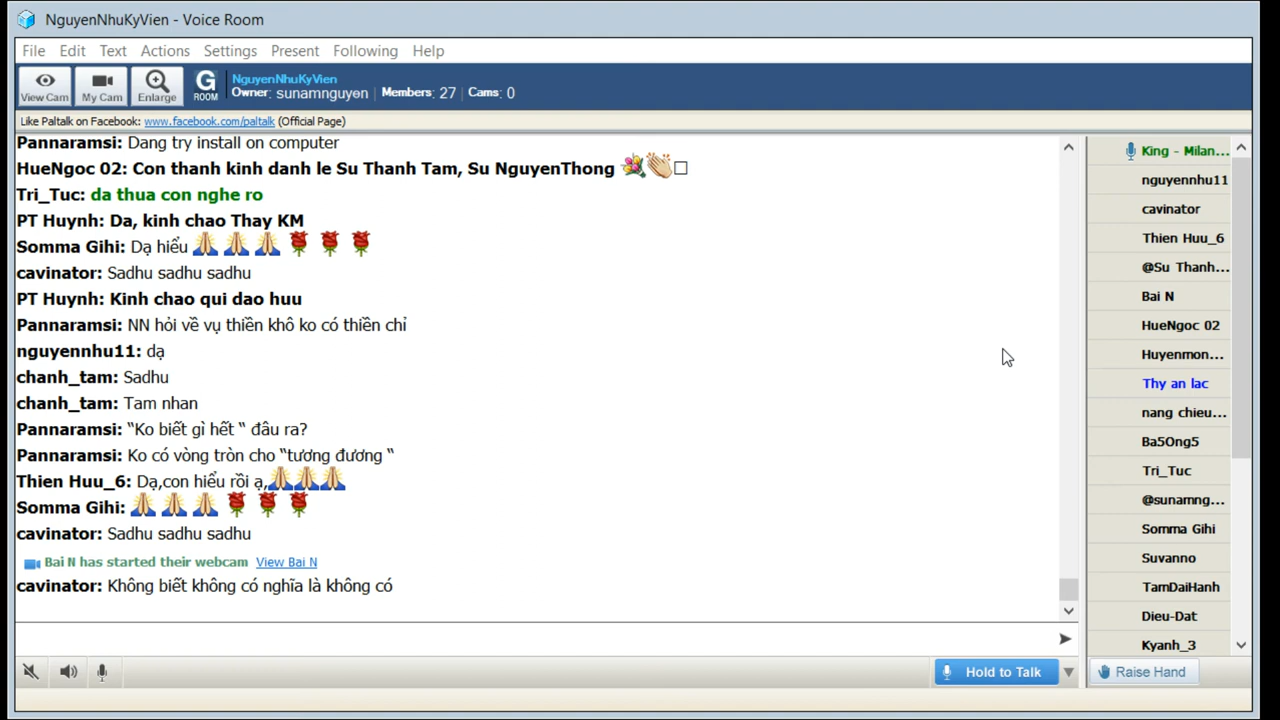 NguyenNhuKyVien - Voice Room
File Edit Text Actions Settings Present Following Help
View Cam
My Cam
Enlarge
G ROOM
NguyenNhuKyVien
Owner: sunamnguyen | Members: 27 | Cams: 0
Like Paltalk on Facebook: www.facebook.com/paltalk (Official Page)
Pannaramsi: Dang try install on computer
HueNgoc 02: Con thanh kinh danh le Su Thanh Tam, Su NguyenThong 💐👏□
Tri_Tuc: da thua con nghe ro
PT Huynh: Da, kinh chao Thay KM
Somma Gihi: Dạ hiểu 🙏🙏🙏🌹🌹🌹
cavinator: Sadhu sadhu sadhu
PT Huynh: Kinh chao qui dao huu
Pannaramsi: NN hỏi về vụ thiền khô ko có thiền chỉ
nguyennhu11: dạ
chanh_tam: Sadhu
chanh_tam: Tam nhan
Pannaramsi: “Ko biết gì hết “ đâu ra?
Pannaramsi: Ko có vòng tròn cho “tương đương “
Thien Huu_6: Dạ,con hiểu rồi ạ,🙏🙏🙏
Somma Gihi: 🙏🙏🙏🌹🌹🌹
cavinator: Sadhu sadhu sadhu
Bai N has started their webcam View Bai N
cavinator: Không biết không có nghĩa là không có
King - Milan...
nguyennhu11
cavinator
Thien Huu_6
@Su Thanh...
Bai N
HueNgoc 02
Huyenmon...
Thy an lac
nang chieu...
Ba5Ong5
Tri_Tuc
@sunamng...
Somma Gihi
Suvanno
TamDaiHanh
Dieu-Dat
Kyanh_3
Hold to Talk
Raise Hand